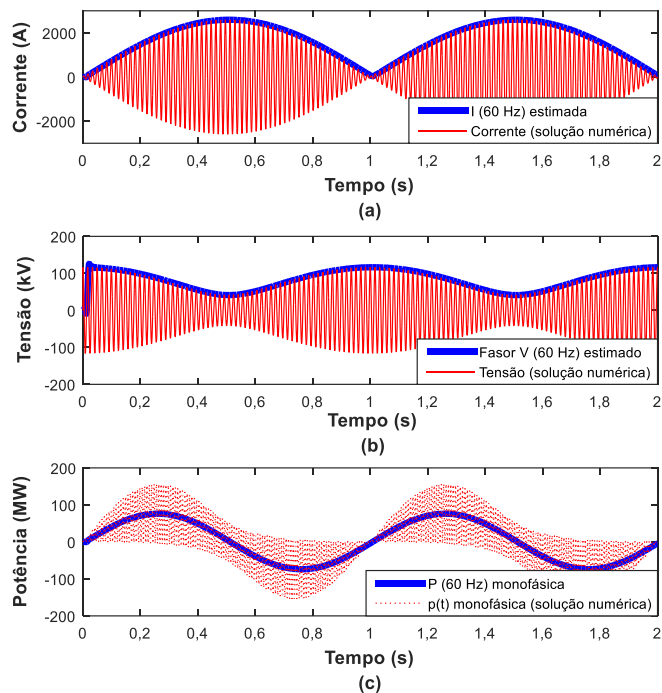 Corrente (A)
2000
0
-2000
I (60 Hz) estimada
Corrente (solução numérica)
0 0,2 0,4 0,6 0,8 1 1,2 1,4 1,6 1,8 2
Tempo (s)
(a)
Tensão (kV)
200
100
0
-100
-200
Fasor V (60 Hz) estimado
Tensão (solução numérica)
0 0,2 0,4 0,6 0,8 1 1,2 1,4 1,6 1,8 2
Tempo (s)
(b)
Potência (MW)
200
100
0
-100
-200
P (60 Hz) monofásica
p(t) monofásica (solução numérica)
0 0,2 0,4 0,6 0,8 1 1,2 1,4 1,6 1,8 2
Tempo (s)
(c)